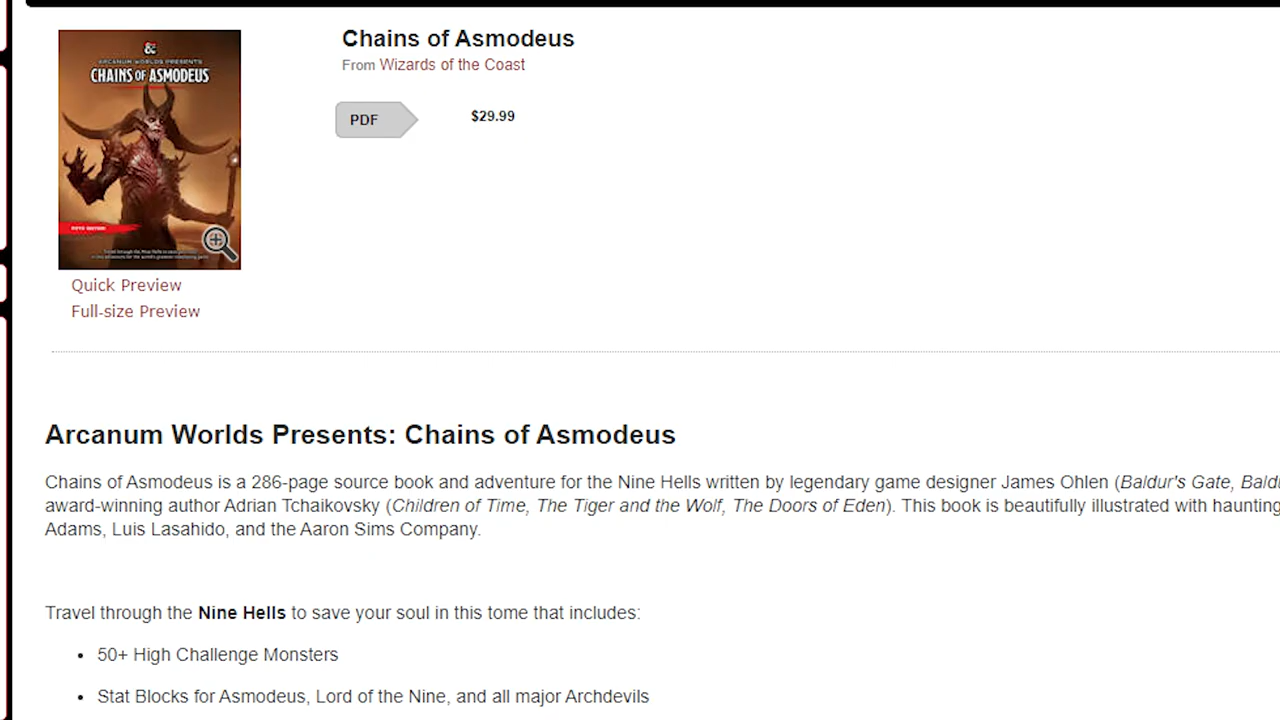 &
ARCANUM WORLDS PRESENTS
CHAINS OF ASMODEUS
Chains of Asmodeus
From Wizards of the Coast
PDF
$29.99
Quick Preview
Full-size Preview
Arcanum Worlds Presents: Chains of Asmodeus
Chains of Asmodeus is a 286-page source book and adventure for the Nine Hells written by legendary game designer James Ohlen (Baldur's Gate,
award-winning author Adrian Tchaikovsky (Children of Time, The Tiger and the Wolf, The Doors of Eden). This book is beautifully illustrated with haunting
Adams, Luis Lasahido, and the Aaron Sims Company.
Travel through the Nine Hells to save your soul in this tome that includes:
• 50+ High Challenge Monsters
• Stat Blocks for Asmodeus, Lord of the Nine, and all major Archdevils